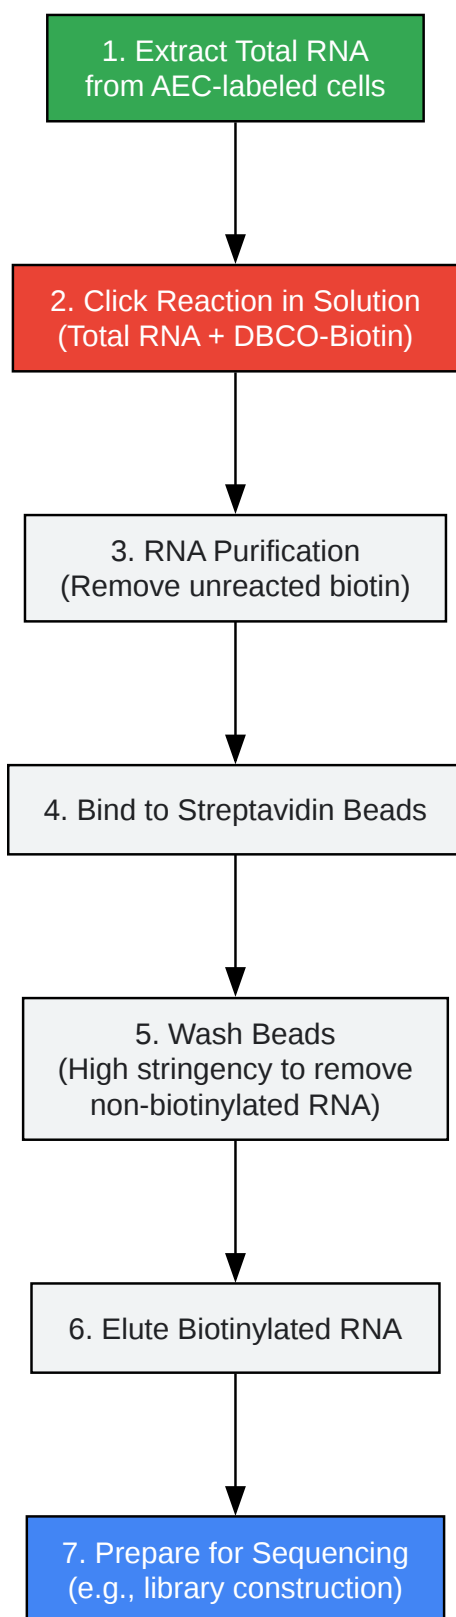 1. Extract Total RNA
from AEC-labeled cells
2. Click Reaction in Solution
(Total RNA + DBCO-Biotin)
3. RNA Purification
(Remove unreacted biotin)
4. Bind to Streptavidin Beads
5. Wash Beads
(High stringency to remove
non-biotinylated RNA)
6. Elute Biotinylated RNA
7. Prepare for Sequencing
(e.g., library construction)